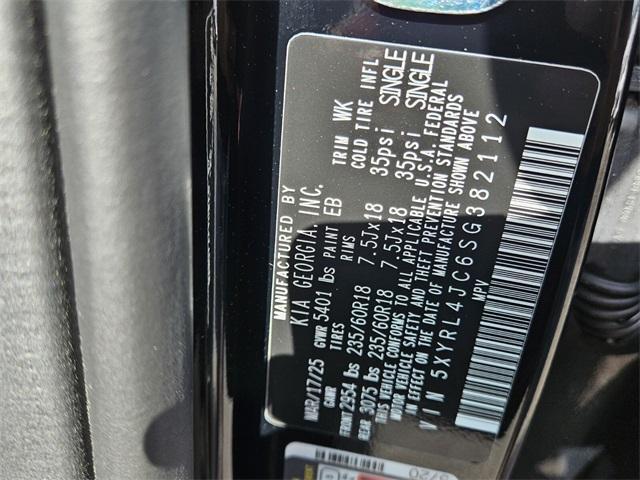 MANUFACTURED BY
KIA GEORGIA, INC.
MAR/17/25 GVWR 5401 lbs PAINT EB TRIM WK
GAWR TIRES RIMS COLD TIRE INFL
FRONT 2954 lbs 235/60R18 7.5Jx18 35psi SINGLE
REAR 3075 lbs 235/60R18 7.5Jx18 35psi SINGLE
THIS VEHICLE CONFORMS TO ALL APPLICABLE U.S.A. FEDERAL
MOTOR VEHICLE SAFETY AND THEFT PREVENTION STANDARDS
IN EFFECT ON THE DATE OF MANUFACTURE SHOWN ABOVE
VIN 5XYRL4JC6SG382112
MPV